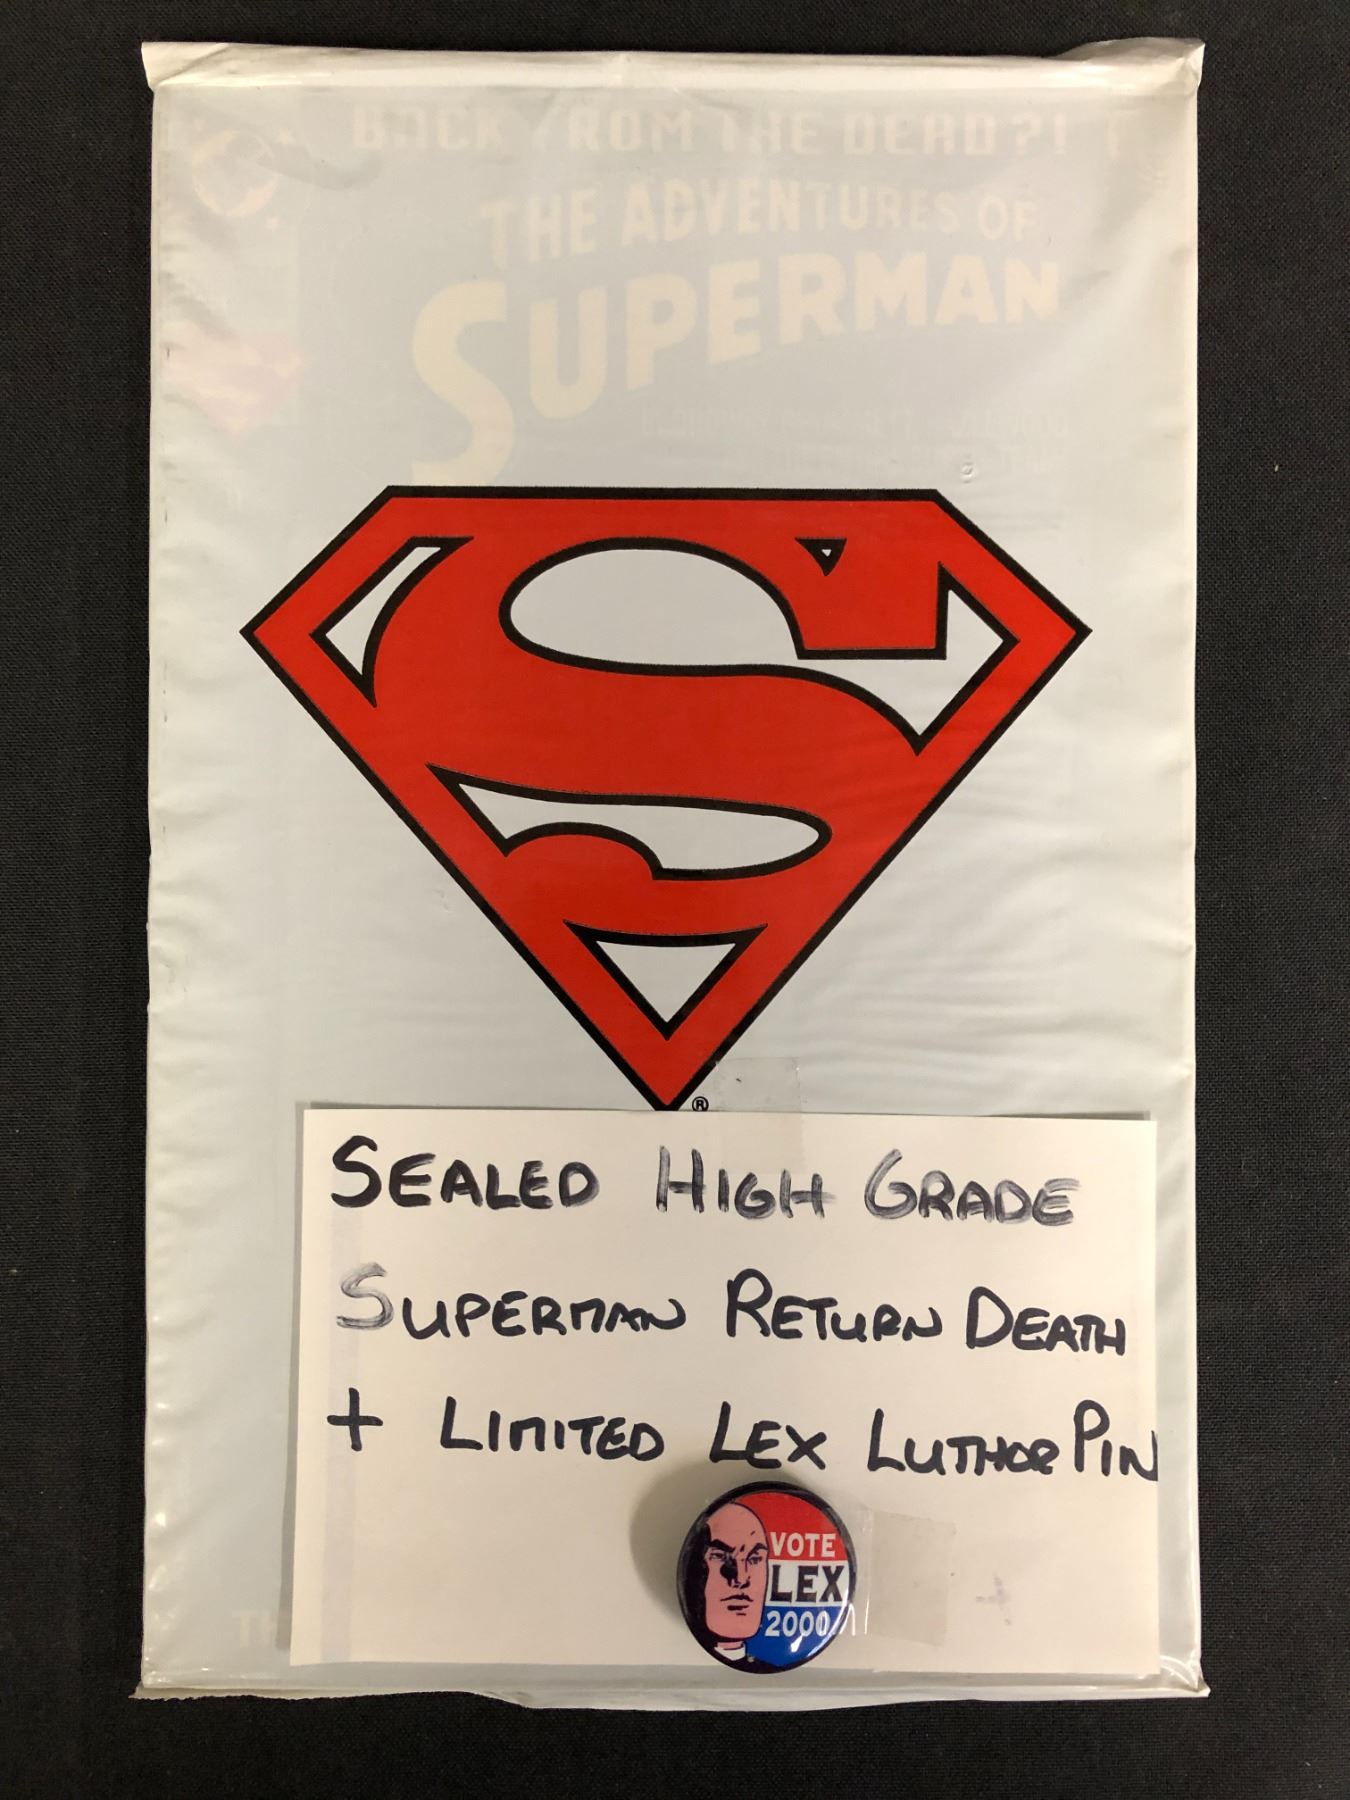 BACK FROM THE DEAD?!
THE ADVENTURES OF
SUPERMAN
®
SEALED HIGH GRADE
SUPERMAN RETURN DEATH
+ LIMITED LEX LUTHOR PIN
VOTE
LEX
2000
TH